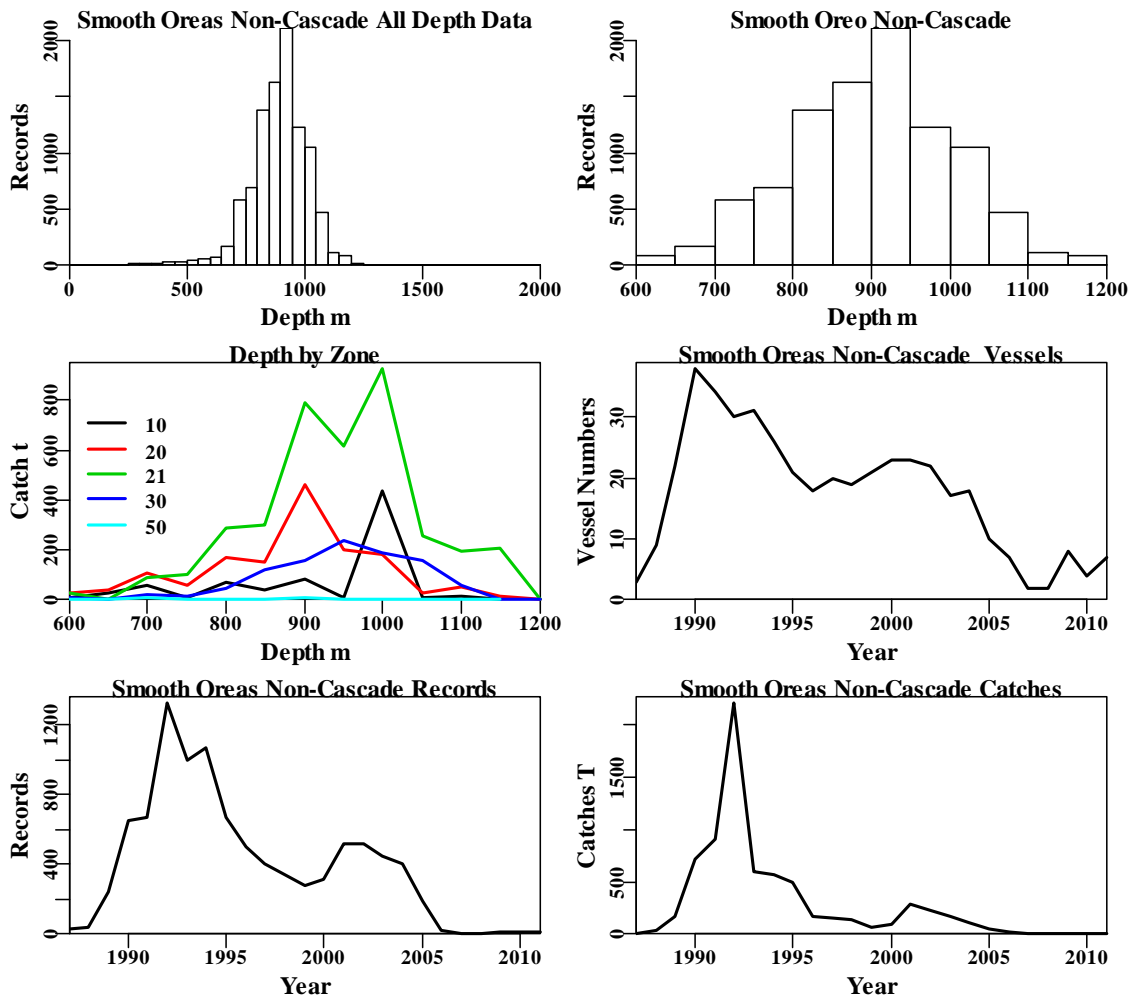 Smooth Oreas Non-Cascade All Depth Data
Records
0 500 1000 2000
0 500 1000 1500 2000
Depth m
Smooth Oreo Non-Cascade
Records
0 500 1000 2000
600 700 800 900 1000 1100 1200
Depth m
Depth by Zone
Catch t
0 200 400 600 800
10
20
21
30
50
600 700 800 900 1000 1100 1200
Depth m
Smooth Oreas Non-Cascade Vessels
Vessel Numbers
0 10 20 30
1990 1995 2000 2005 2010
Year
Smooth Oreas Non-Cascade Records
Records
0 400 800 1200
1990 1995 2000 2005 2010
Year
Smooth Oreas Non-Cascade Catches
Catches T
0 500 1500
1990 1995 2000 2005 2010
Year